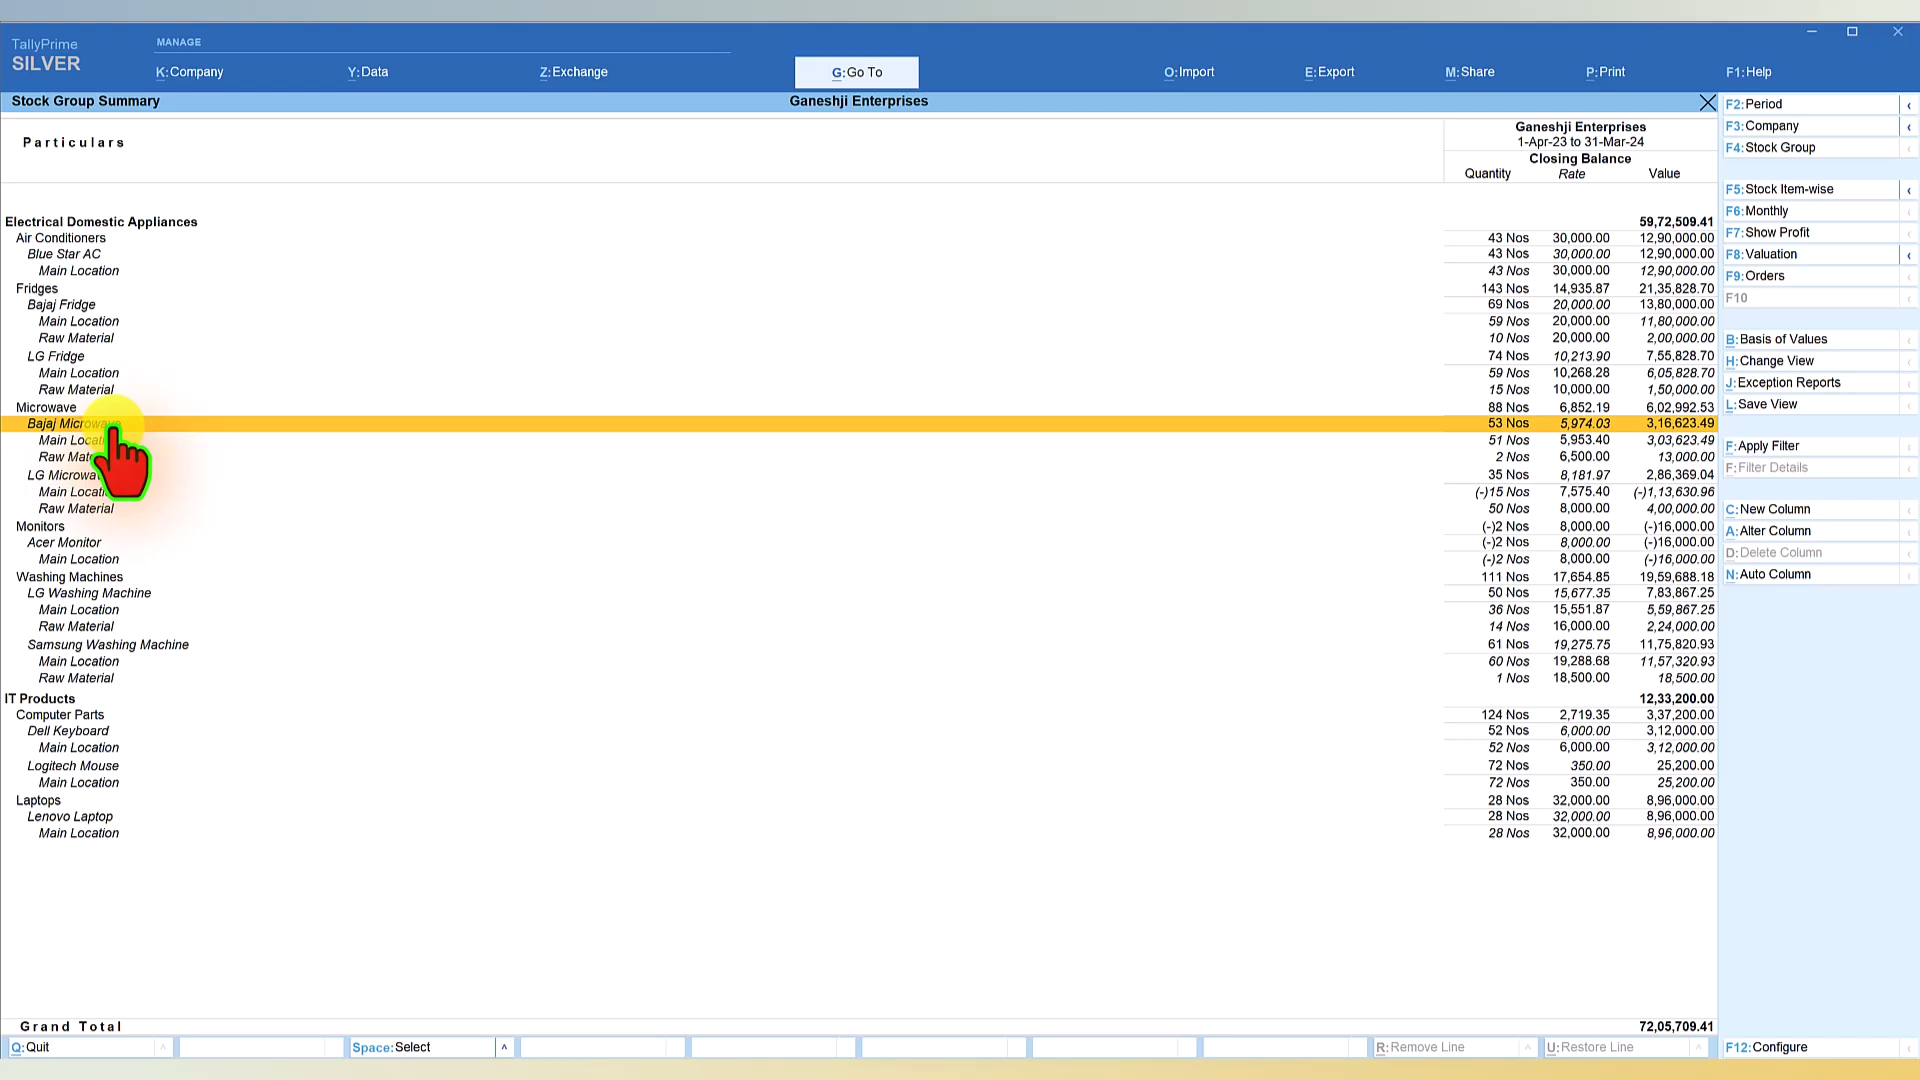 TallyPrime
SILVER
MANAGE
K:Company
Y:Data
Z:Exchange
G:Go To
O:Import
E:Export
M:Share
P:Print
F1:Help
Stock Group Summary
Ganeshji Enterprises
Particulars
Ganeshji Enterprises
1-Apr-23 to 31-Mar-24
Closing Balance
Quantity Rate Value
Electrical Domestic Appliances 59,72,509.41
Air Conditioners 43 Nos 30,000.00 12,90,000.00
Blue Star AC 43 Nos 30,000.00 12,90,000.00
Main Location 43 Nos 30,000.00 12,90,000.00
Fridges 143 Nos 14,935.87 21,35,828.70
Bajaj Fridge 69 Nos 20,000.00 13,80,000.00
Main Location 59 Nos 20,000.00 11,80,000.00
Raw Material 10 Nos 20,000.00 2,00,000.00
LG Fridge 74 Nos 10,213.90 7,55,828.70
Main Location 59 Nos 10,268.28 6,05,828.70
Raw Material 15 Nos 10,000.00 1,50,000.00
Microwave 88 Nos 6,852.19 6,02,992.53
Bajaj Microwave 53 Nos 5,974.03 3,16,623.49
Main 51 Nos 5,953.40 3,03,623.49
Raw 2 Nos 6,500.00 13,000.00
LG 35 Nos 8,181.97 2,86,369.04
Main (-)15 Nos 7,575.40 (-)1,13,630.96
Raw Material 50 Nos 8,000.00 4,00,000.00
Monitors (-)2 Nos 8,000.00 (-)16,000.00
Acer Monitor (-)2 Nos 8,000.00 (-)16,000.00
Main Location (-)2 Nos 8,000.00 (-)16,000.00
Washing Machines 111 Nos 17,654.85 19,59,688.18
LG Washing Machine 50 Nos 15,677.35 7,83,867.25
Main Location 36 Nos 15,551.87 5,59,867.25
Raw Material 14 Nos 16,000.00 2,24,000.00
Samsung Washing Machine 61 Nos 19,275.75 11,75,820.93
Main Location 60 Nos 19,288.68 11,57,320.93
Raw Material 1 Nos 18,500.00 18,500.00
IT Products 12,33,200.00
Computer Parts 124 Nos 2,719.35 3,37,200.00
Dell Keyboard 52 Nos 6,000.00 3,12,000.00
Main Location 52 Nos 6,000.00 3,12,000.00
Logitech Mouse 72 Nos 350.00 25,200.00
Main Location 72 Nos 350.00 25,200.00
Laptops 28 Nos 32,000.00 8,96,000.00
Lenovo Laptop 28 Nos 32,000.00 8,96,000.00
Main Location 28 Nos 32,000.00 8,96,000.00
Grand Total 72,05,709.41
F2:Period
F3:Company
F4:Stock Group
F5:Stock Item-wise
F6:Monthly
F7:Show Profit
F8:Valuation
F9:Orders
F10
B:Basis of Values
H:Change View
J:Exception Reports
L:Save View
F:Apply Filter
F:Filter Details
C:New Column
A:Alter Column
D:Delete Column
N:Auto Column
Q:Quit
Space:Select
R:Remove Line
U:Restore Line
F12:Configure